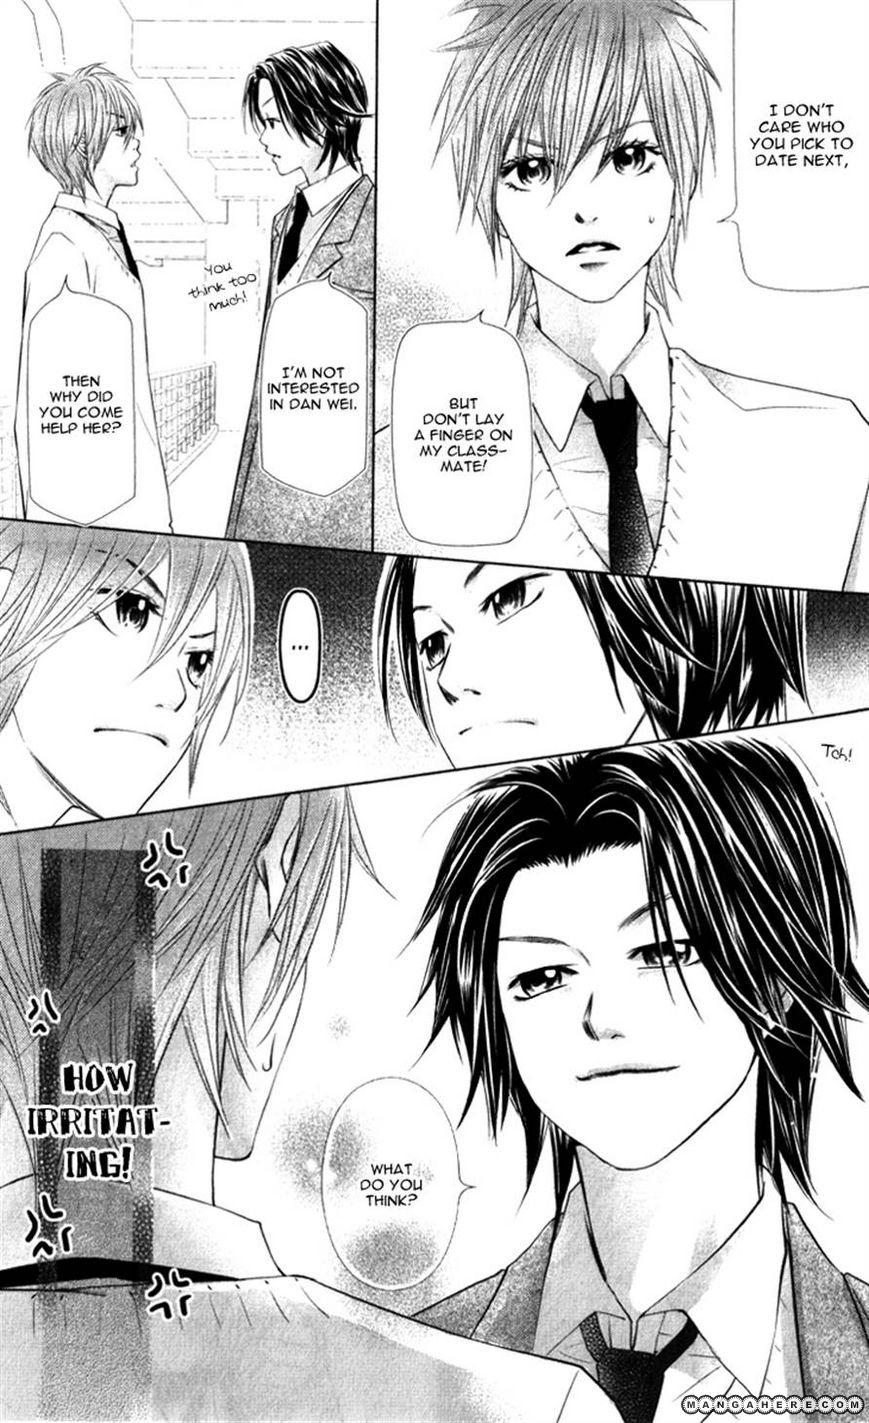 I DON'T
CARE WHO
YOU PICK TO
DATE NEXT,
BUT
DON'T LAY
A FINGER ON
MY CLASS-
MATE!
I'M NOT
INTERESTED
IN DAN WEI.
You
think too
much!
THEN
WHY DID
YOU COME
HELP HER?
...
Tch!
WHAT
DO YOU
THINK?
HOW
IRRITAT-
ING!
MANGAHERE.COM